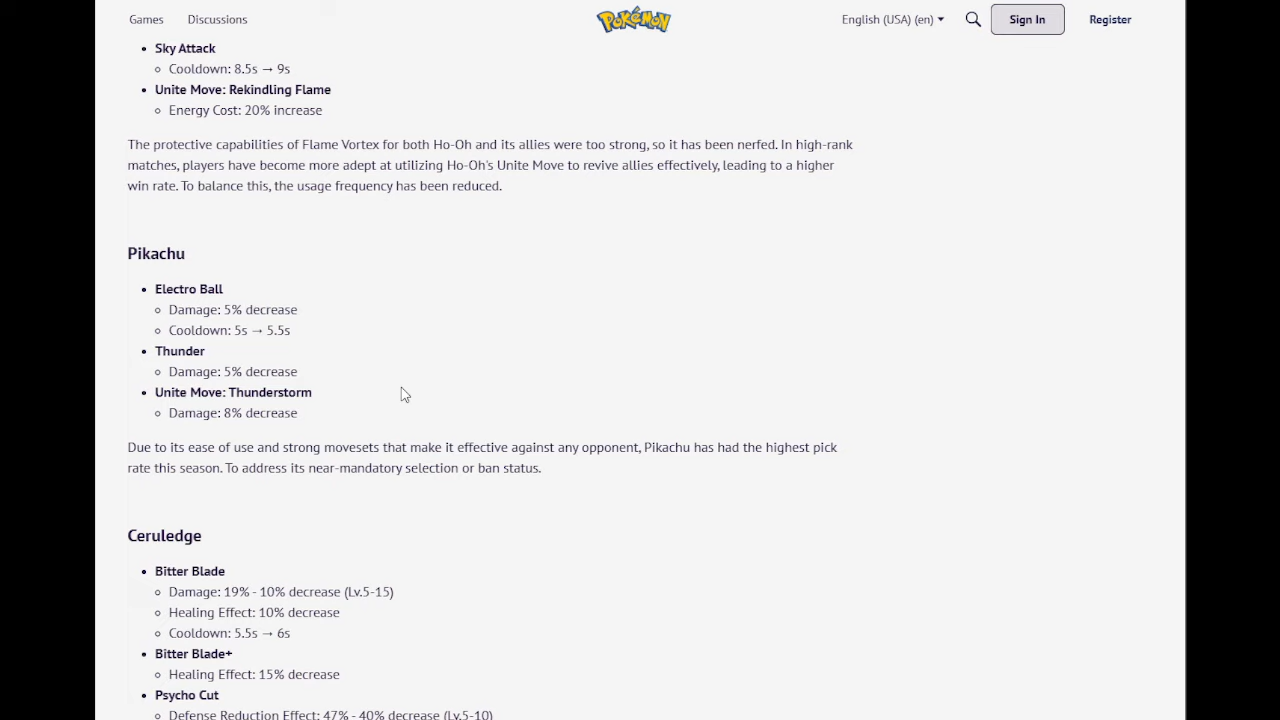 Games Discussions Pokémon English (USA) (en) Sign In Register
Sky Attack
Cooldown: 8.5s → 9s
Unite Move: Rekindling Flame
Energy Cost: 20% increase
The protective capabilities of Flame Vortex for both Ho-Oh and its allies were too strong, so it has been nerfed. In high-rank
matches, players have become more adept at utilizing Ho-Oh's Unite Move to revive allies effectively, leading to a higher
win rate. To balance this, the usage frequency has been reduced.
Pikachu
Electro Ball
Damage: 5% decrease
Cooldown: 5s → 5.5s
Thunder
Damage: 5% decrease
Unite Move: Thunderstorm
Damage: 8% decrease
Due to its ease of use and strong movesets that make it effective against any opponent, Pikachu has had the highest pick
rate this season. To address its near-mandatory selection or ban status.
Ceruledge
Bitter Blade
Damage: 19% - 10% decrease (Lv.5-15)
Healing Effect: 10% decrease
Cooldown: 5.5s → 6s
Bitter Blade+
Healing Effect: 15% decrease
Psycho Cut
Defense Reduction Effect: 47% - 40% decrease (Lv.5-10)